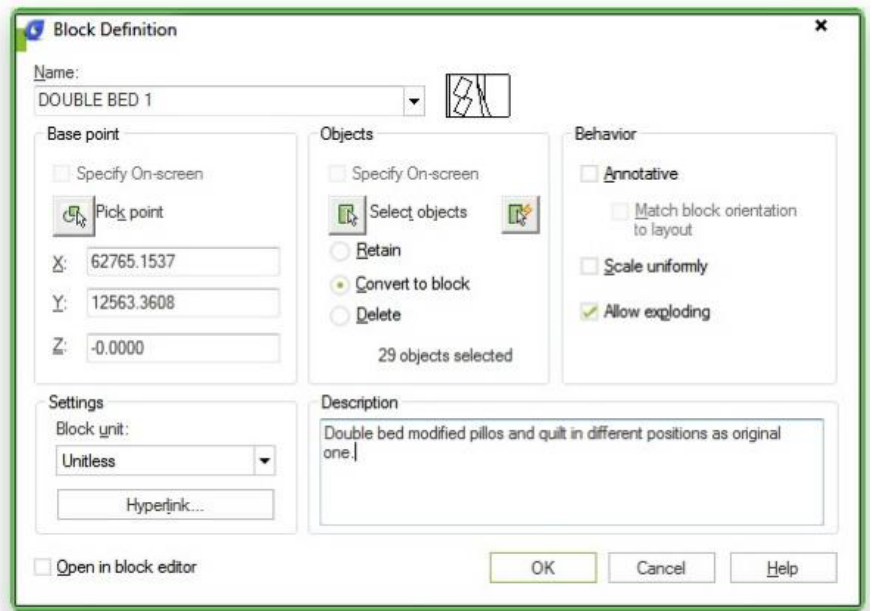 Block Definition
Name:
DOUBLE BED 1
Base point
Specify On-screen
Pick point
X: 62765.1537
Y: 12563.3608
Z: -0.0000
Objects
Specify On-screen
Select objects
Retain
Convert to block
Delete
29 objects selected
Behavior
Annotative
Match block orientation
to layout
Scale uniformly
Allow exploding
Settings
Block unit:
Unitless
Hyperlink...
Description
Double bed modified pillos and quilt in different positions as original
one.
Open in block editor
OK
Cancel
Help